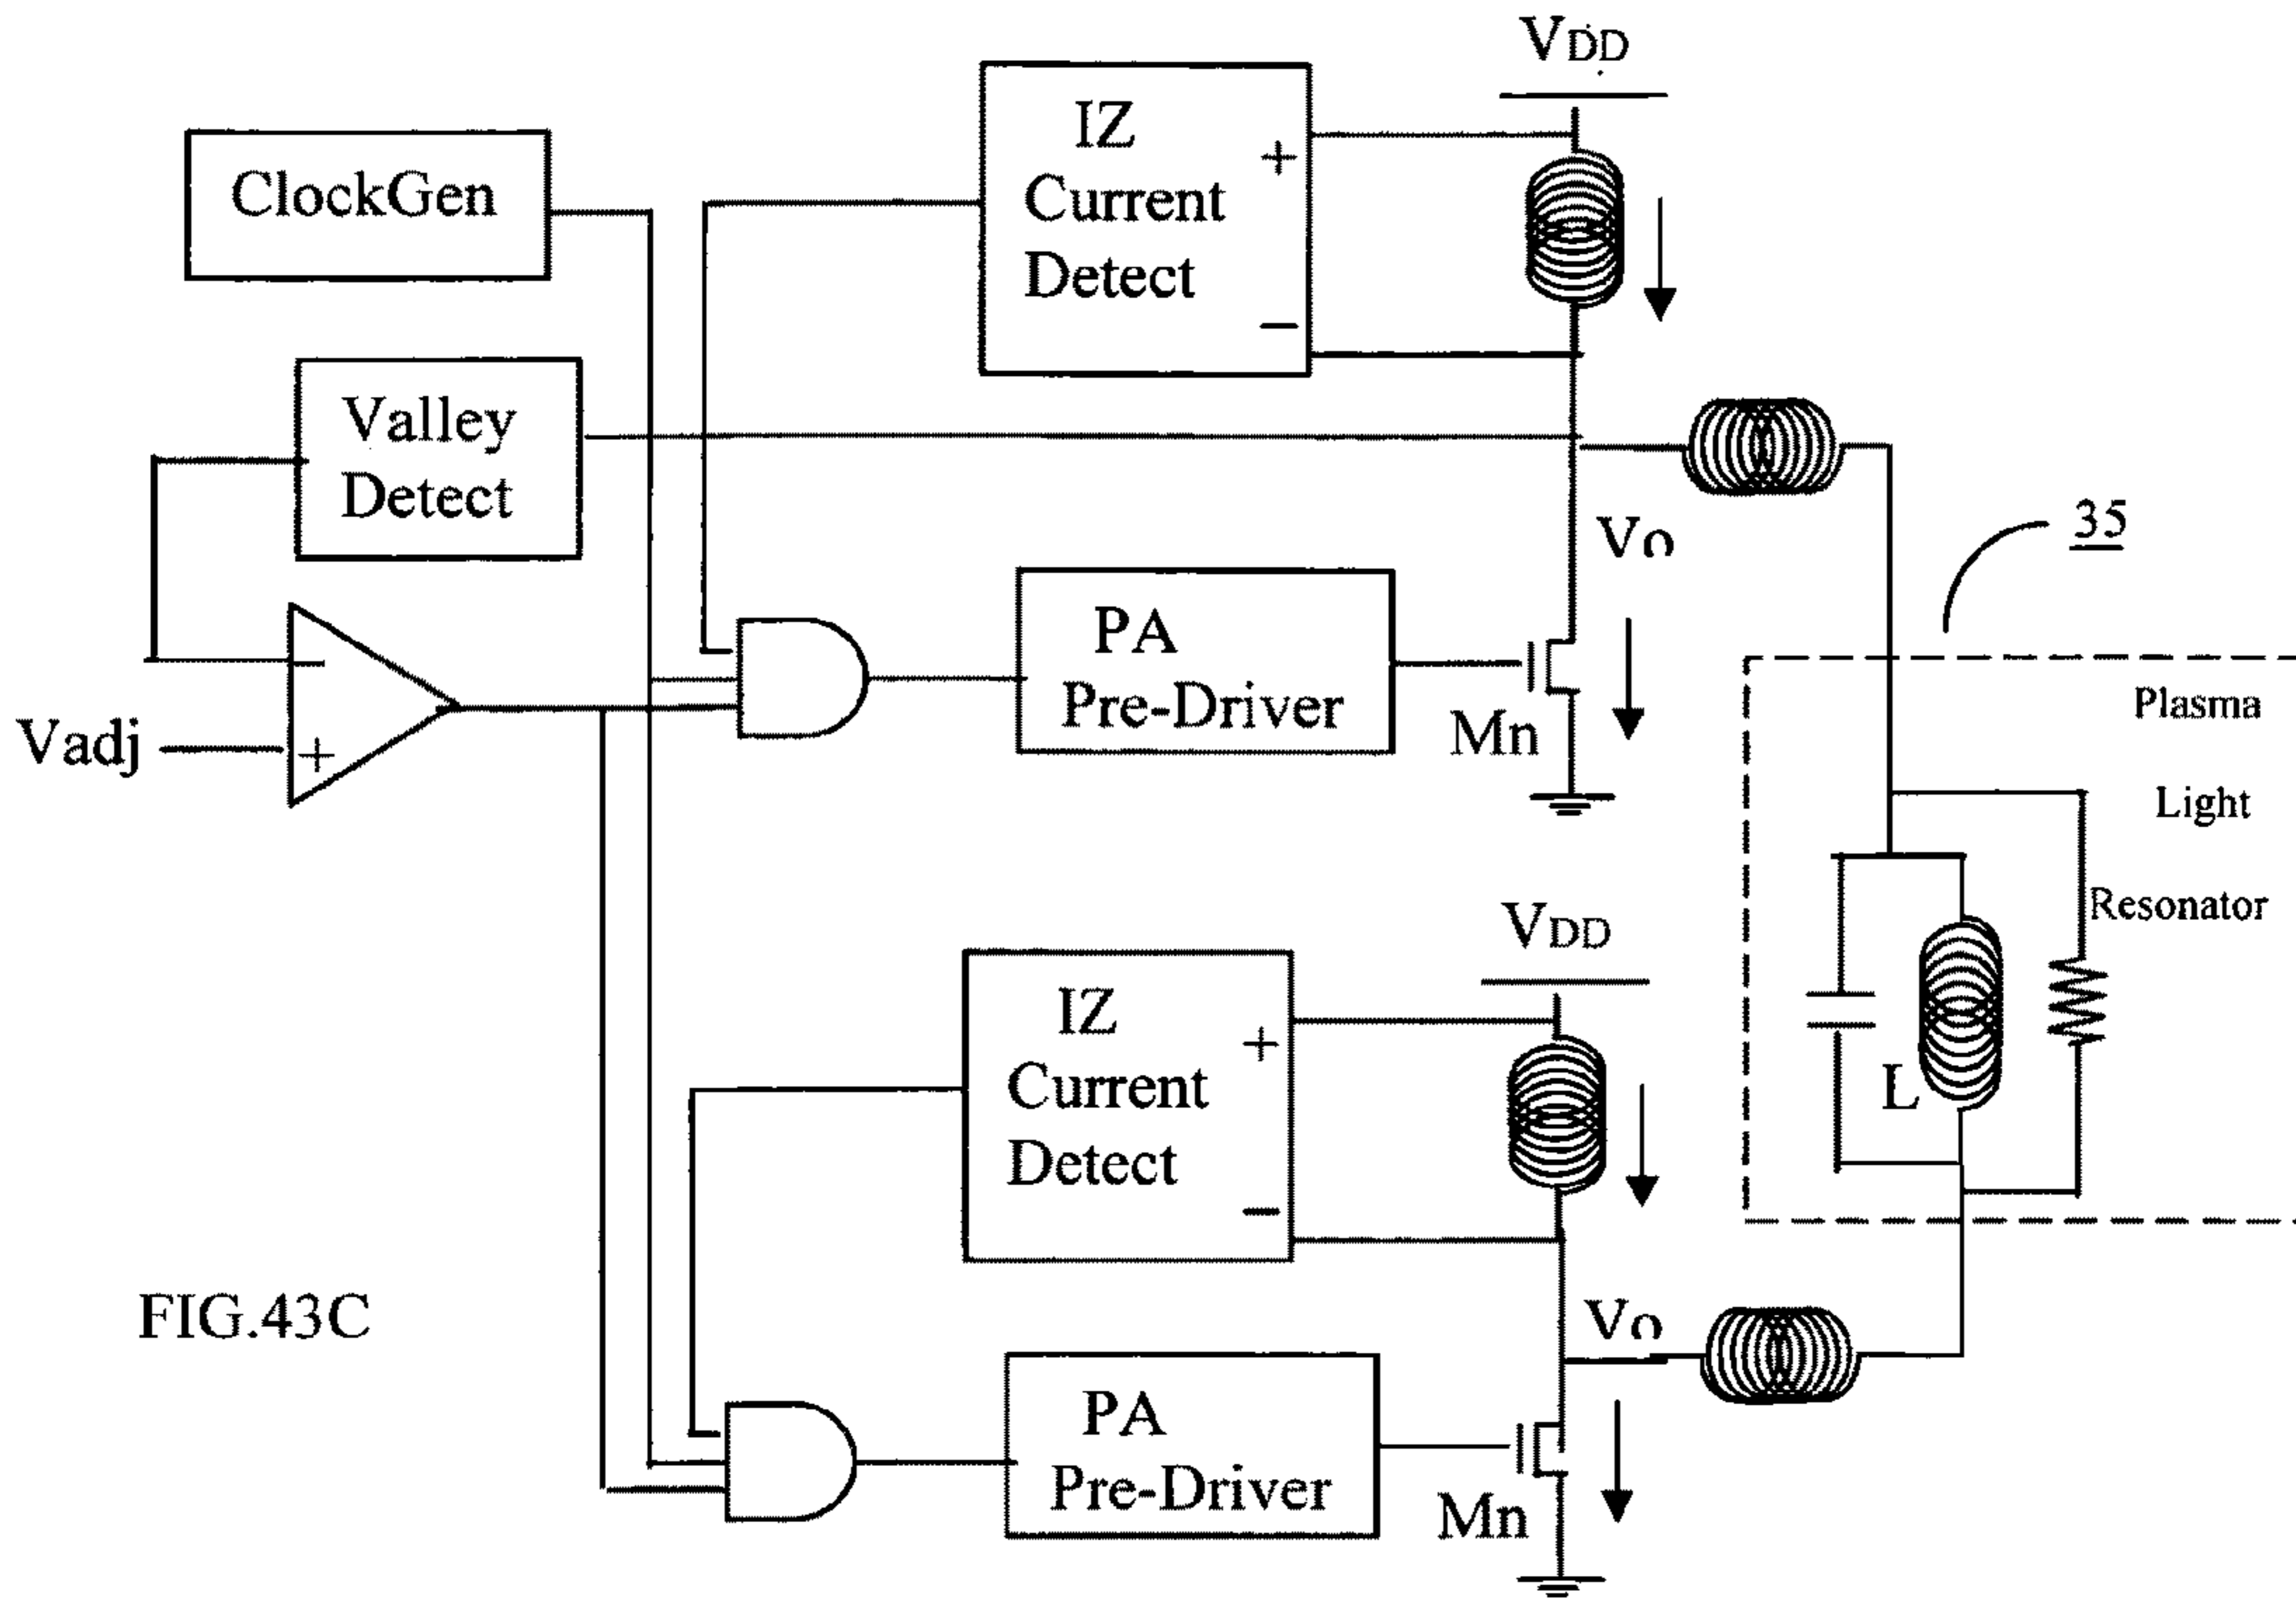 VDD
IZ
Current
Detect
+
−
ClockGen
Valley
Detect
Vo
35
PA
Pre-Driver
−
+
Vadj
Mn
Plasma
Light
Resonator
VDD
IZ
Current
Detect
+
−
L
FIG.43C
Vo
PA
Pre-Driver
Mn